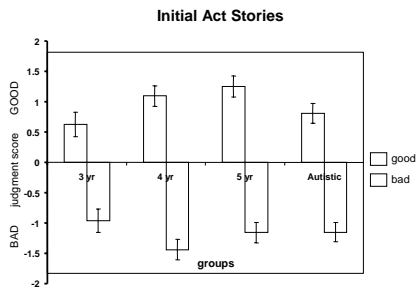 Initial Act Stories
2
1.5
1
0.5
0
-0.5
-1
-1.5
-2
BAD judgment score GOOD
3 yr 4 yr 5 yr Autistic
groups
good
bad